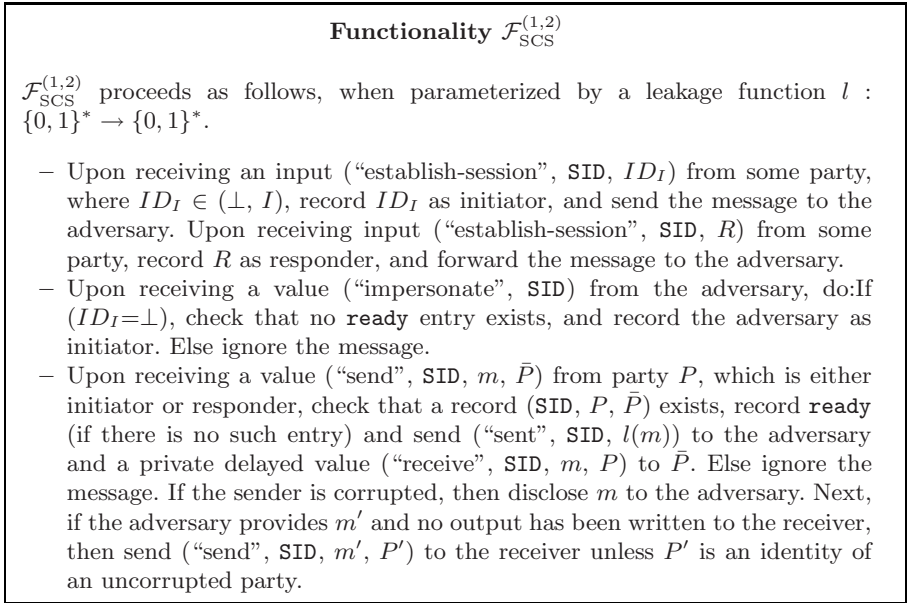 Functionality $\mathcal{F}_{\text{SCS}}^{(1,2)}$
$\mathcal{F}_{\text{SCS}}^{(1,2)}$ proceeds as follows, when parameterized by a leakage function $l$ :
$\{0,1\}^* \to \{0,1\}^*$.
– Upon receiving an input (“establish-session”, SID, $ID_I$) from some party,
where $ID_I \in (\bot, I)$, record $ID_I$ as initiator, and send the message to the
adversary. Upon receiving input (“establish-session”, SID, $R$) from some
party, record $R$ as responder, and forward the message to the adversary.
– Upon receiving a value (“impersonate”, SID) from the adversary, do:If
($ID_I$=$\bot$), check that no ready entry exists, and record the adversary as
initiator. Else ignore the message.
– Upon receiving a value (“send”, SID, $m$, $\bar{P}$) from party $P$, which is either
initiator or responder, check that a record (SID, $P$, $\bar{P}$) exists, record ready
(if there is no such entry) and send (“sent”, SID, $l(m)$) to the adversary
and a private delayed value (“receive”, SID, $m$, $P$) to $\bar{P}$. Else ignore the
message. If the sender is corrupted, then disclose $m$ to the adversary. Next,
if the adversary provides $m'$ and no output has been written to the receiver,
then send (“send”, SID, $m'$, $P'$) to the receiver unless $P'$ is an identity of
an uncorrupted party.